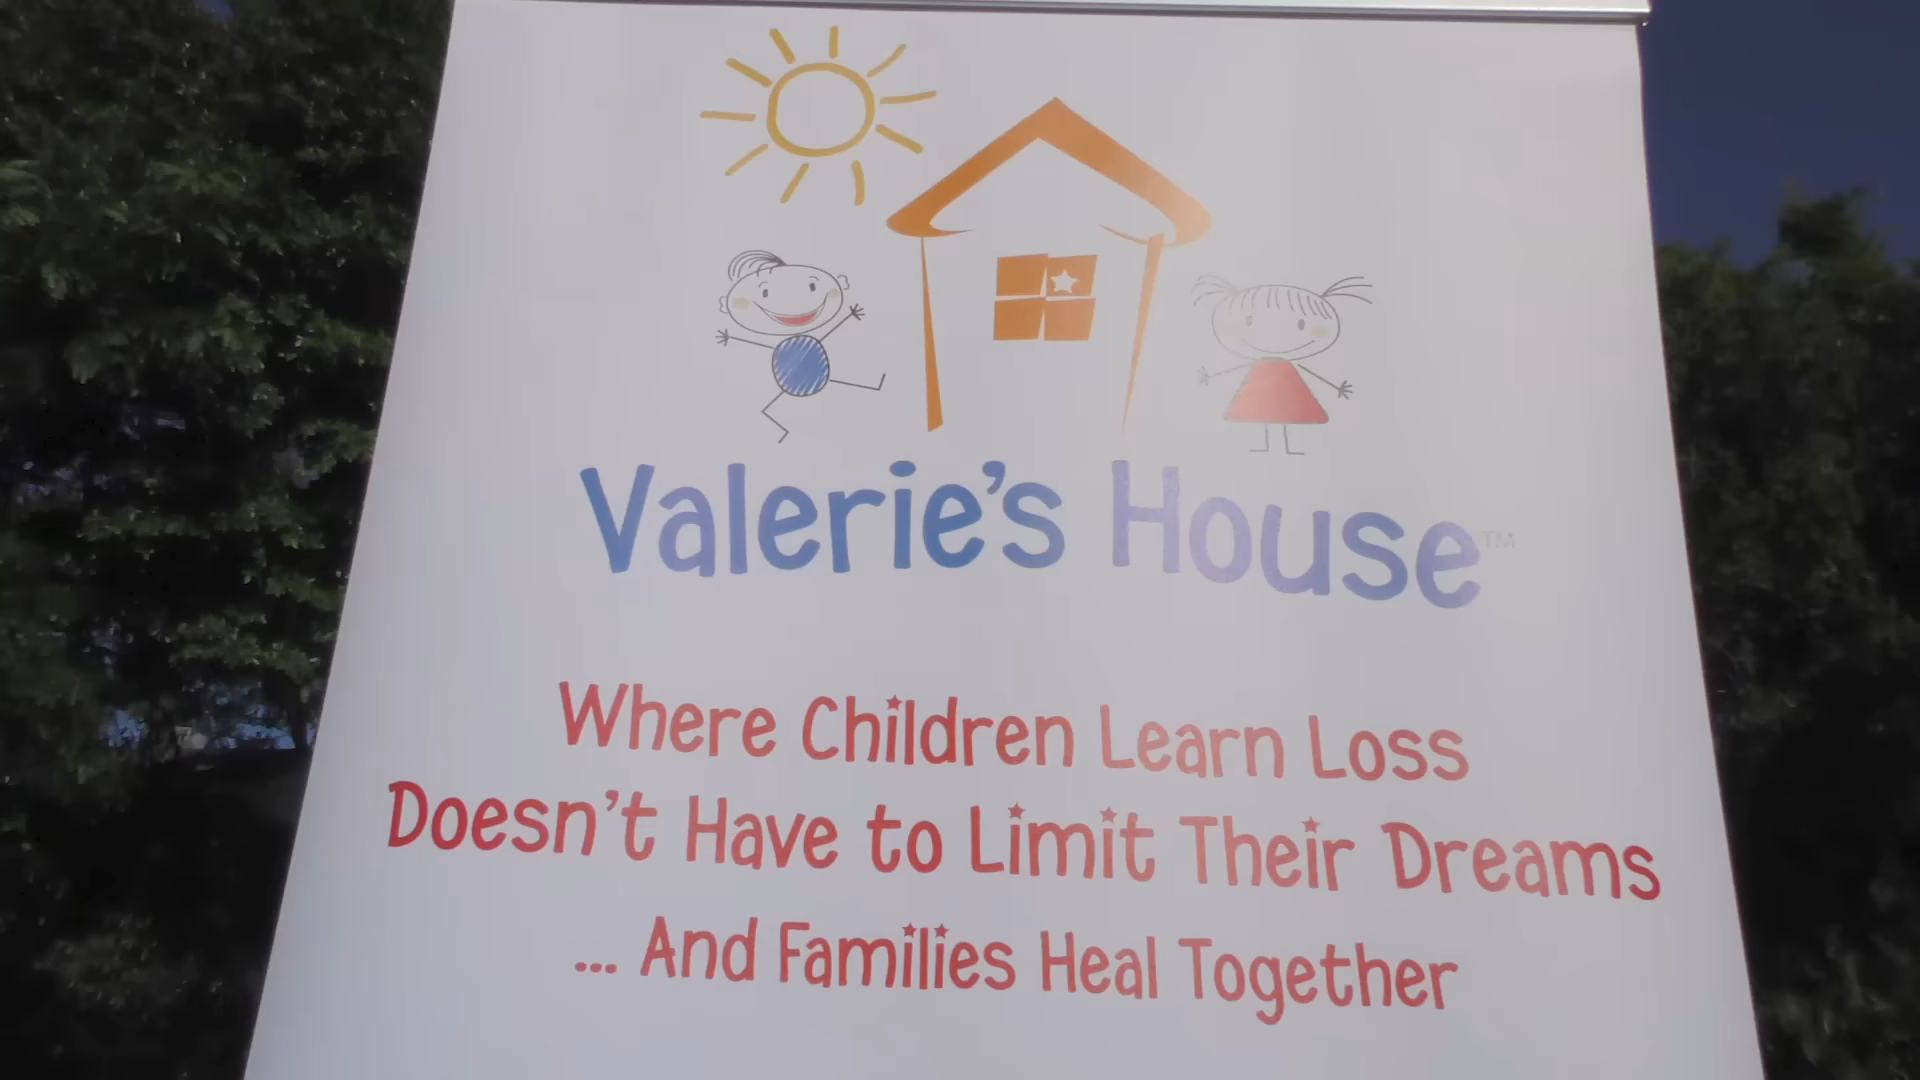 Valerie's House™
Where Children Learn Loss
Doesn't Have to Limit Their Dreams
... And Families Heal Together